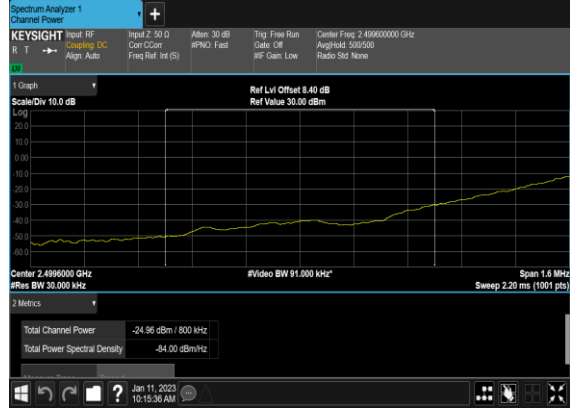 Spectrum Analyzer 1
Channel Power
+
KEYSIGHT
R T
LV
Input: RF
Coupling: DC
Align: Auto
Input Z: 50 Ω
Corr CCorr
Freq Ref: Int (S)
Atten: 30 dB
#PNO: Fast
Trig: Free Run
Gate: Off
#IF Gain: Low
Center Freq: 2.499600000 GHz
Avg|Hold: 500/500
Radio Std: None
1 Graph
Scale/Div 10.0 dB
Ref Lvl Offset 8.40 dB
Ref Value 30.00 dBm
Log
20.0
10.0
0.00
-10.0
-20.0
-30.0
-40.0
-50.0
-60.0
Center 2.4996000 GHz
#Res BW 30.000 kHz
#Video BW 91.000 kHz*
Span 1.6 MHz
Sweep 2.20 ms (1001 pts)
2 Metrics
Total Channel Power -24.96 dBm / 800 kHz
Total Power Spectral Density -84.00 dBm/Hz
?
Jan 11, 2023
10:15:36 AM